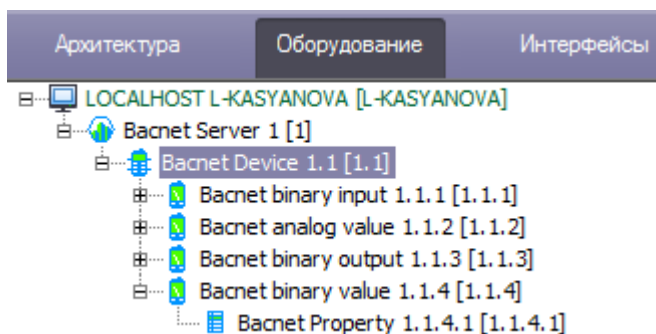 Архитектура Оборудование Интерфейсы
LOCALHOST L-KASYANOVA [L-KASYANOVA]
Bacnet Server 1 [1]
Bacnet Device 1.1 [1.1]
Bacnet binary input 1.1.1 [1.1.1]
Bacnet analog value 1.1.2 [1.1.2]
Bacnet binary output 1.1.3 [1.1.3]
Bacnet binary value 1.1.4 [1.1.4]
Bacnet Property 1.1.4.1 [1.1.4.1]